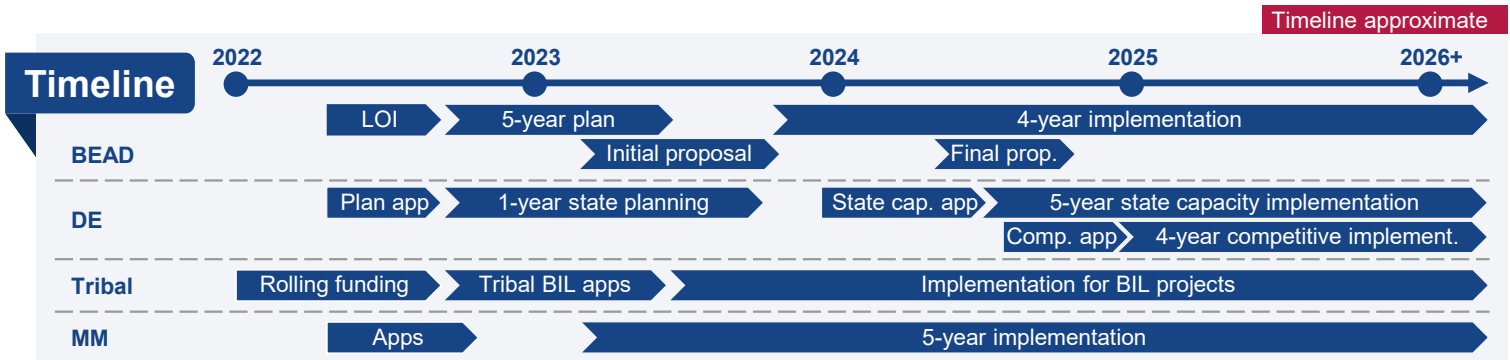 Timeline approximate
Timeline
2022 2023 2024 2025 2026+
BEAD
LOI 5-year plan 4-year implementation
Initial proposal Final prop.
DE
Plan app 1-year state planning State cap. app 5-year state capacity implementation
Comp. app 4-year competitive implement.
Tribal Rolling funding Tribal BIL apps Implementation for BIL projects
MM Apps 5-year implementation